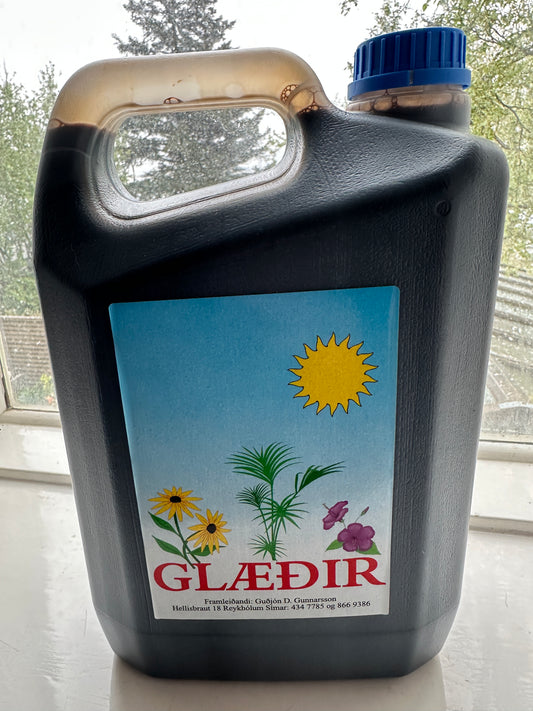 GLÆÐIR
Framleiðandi: Guðjón D. Gunnarsson
Hellisbraut 18 Reykhólum Símar: 434 7785 og 866 9386